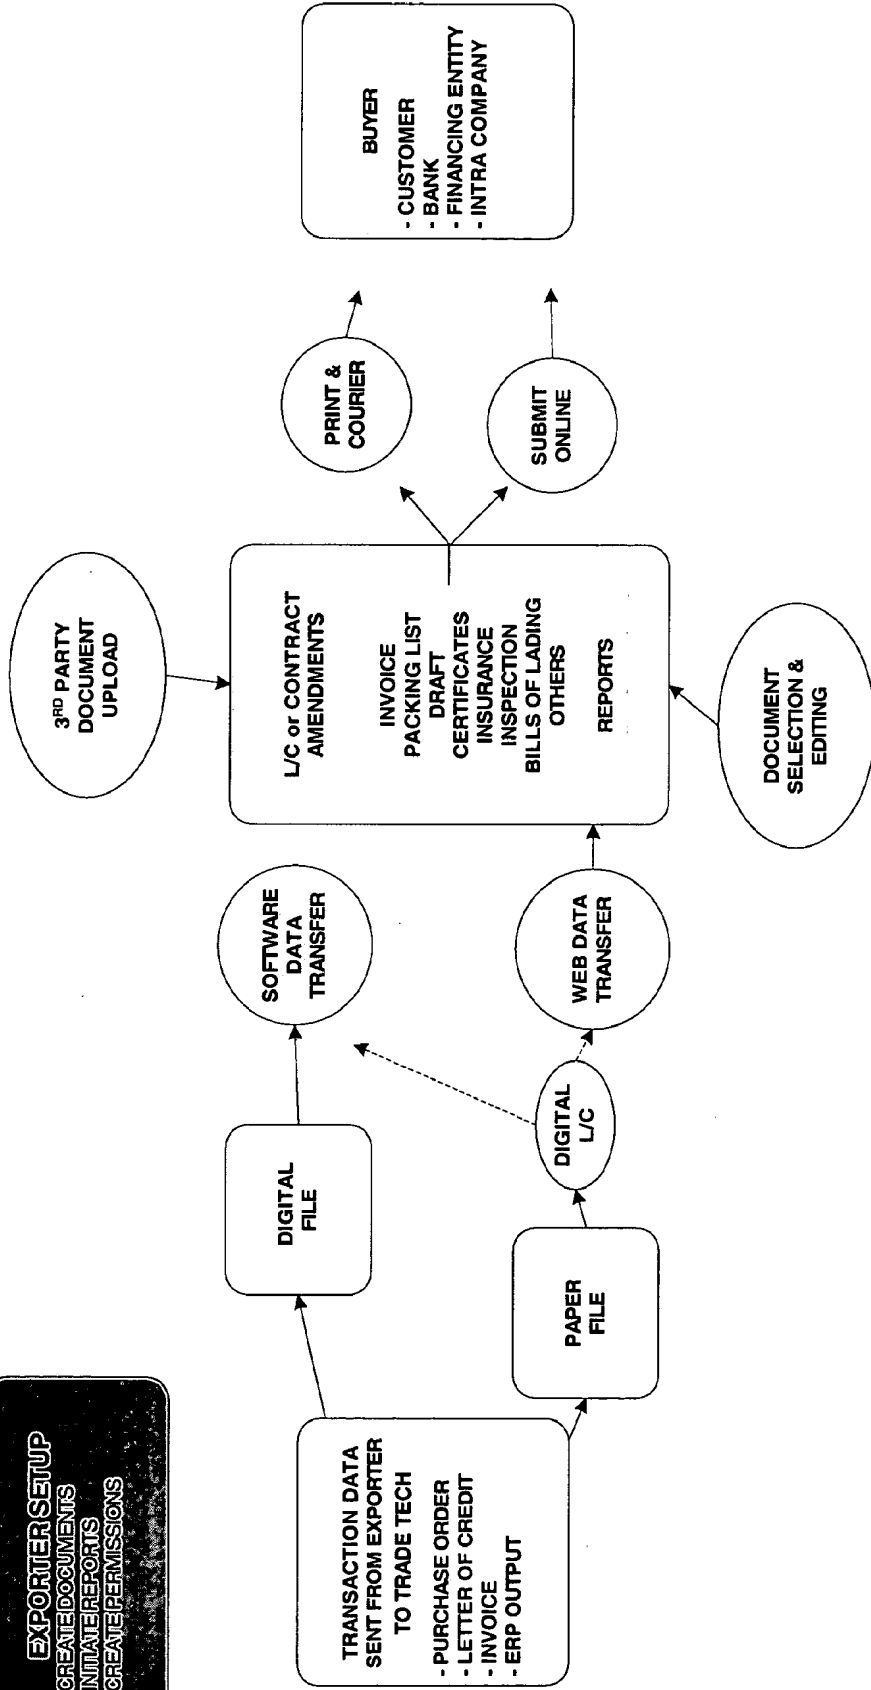 EXPORTER SETUP
CREATE DOCUMENTS
INITIATE REPORTS
CREATE PERMISSIONS
TRANSACTION DATA
SENT FROM EXPORTER
TO TRADE TECH
- PURCHASE ORDER
- LETTER OF CREDIT
- INVOICE
- ERP OUTPUT
DIGITAL
FILE
PAPER
FILE
DIGITAL
L/C
SOFTWARE
DATA
TRANSFER
WEB DATA
TRANSFER
3RD PARTY
DOCUMENT
UPLOAD
L/C or CONTRACT
AMENDMENTS
INVOICE
PACKING LIST
DRAFT
CERTIFICATES
INSURANCE
INSPECTION
BILLS OF LADING
OTHERS
REPORTS
DOCUMENT
SELECTION &
EDITING
PRINT &
COURIER
SUBMIT
ONLINE
BUYER
- CUSTOMER
- BANK
- FINANCING ENTITY
- INTRA COMPANY